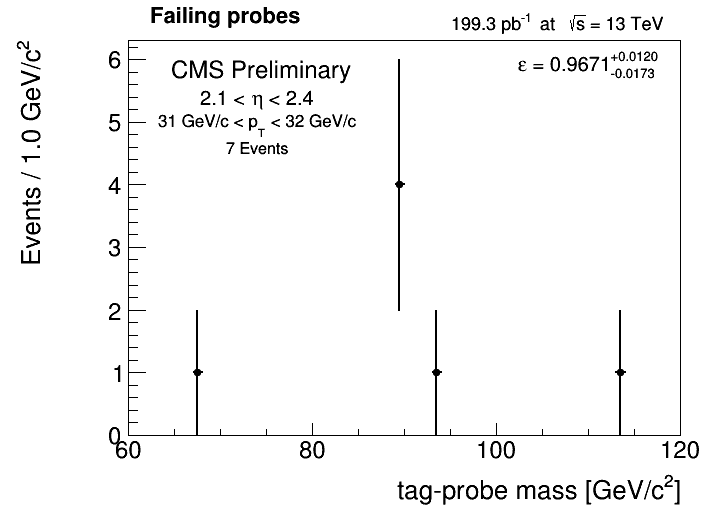 Failing probes
199.3 pb⁻¹ at √s = 13 TeV
CMS Preliminary
2.1 < η < 2.4
31 GeV/c < p_T < 32 GeV/c
7 Events
ε = 0.9671 +0.0120 -0.0173
Events / 1.0 GeV/c²
6
5
4
3
2
1
0
60 80 100 120
tag-probe mass [GeV/c²]